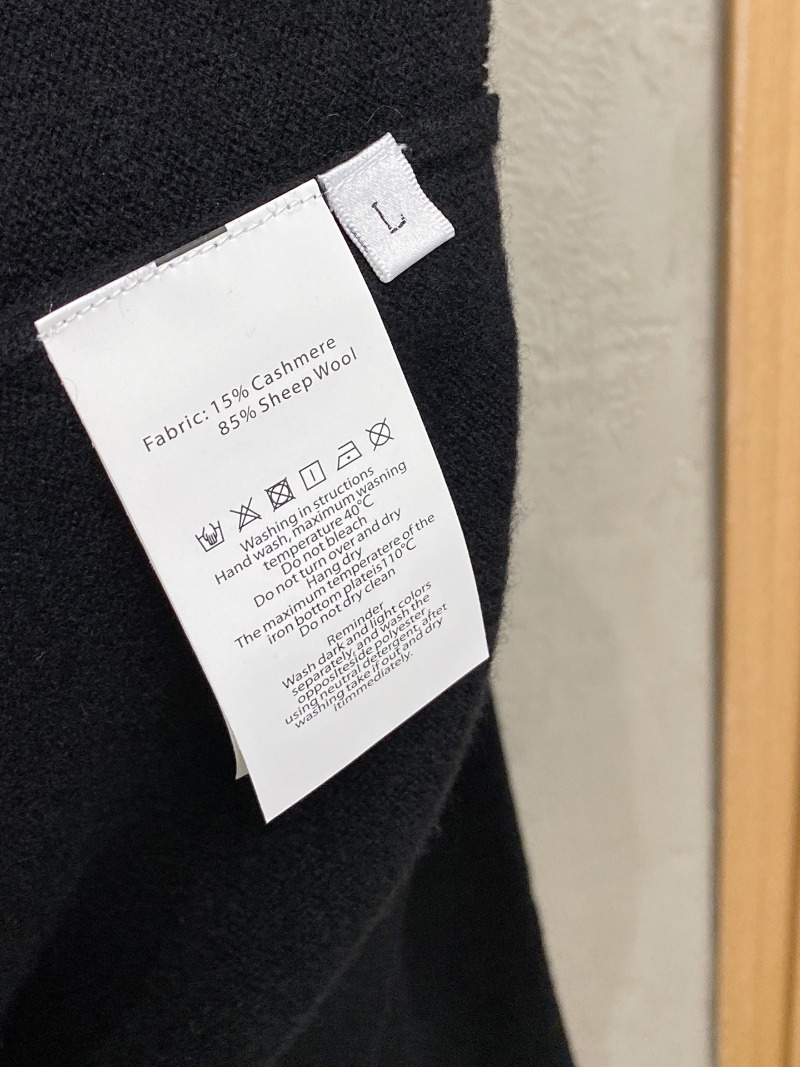 L
Fabric: 15% Cashmere
85% Sheep Wool
Washing in structions
Hand wash, maximum wasning
temperature 40℃
Do not bleach
Do not turn over and dry
Hang dry
The maximum temperatere of the
iron bottom plateis110℃
Do not dry clean
Reminder
Wash dark and light colors
separately, and wash the
oppositeside polyester
using neutral detergent, aftet
washing take if out and dry
itimmediately.